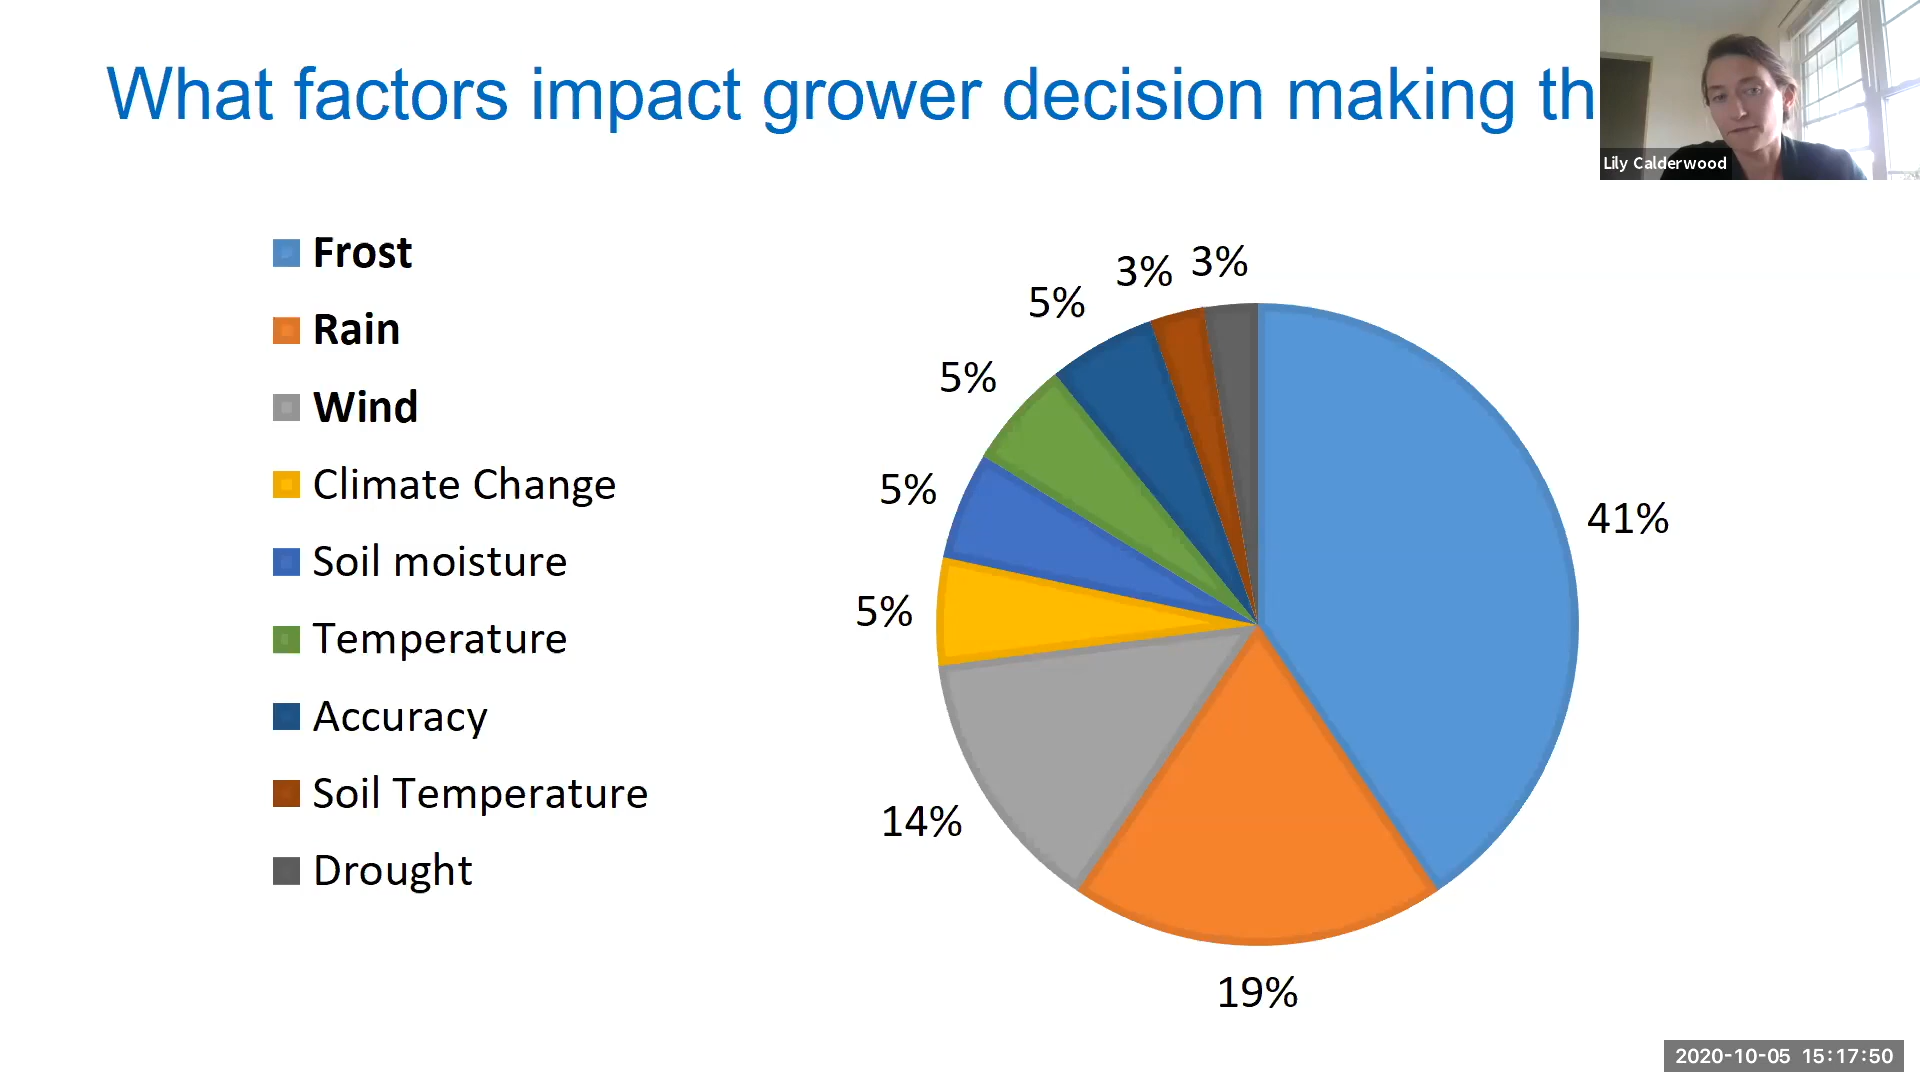 What factors impact grower decision making th
Lily Calderwood
Frost
Rain
Wind
Climate Change
Soil moisture
Temperature
Accuracy
Soil Temperature
Drought
3%
3%
5%
5%
5%
5%
41%
14%
19%
2020-10-05 15:17:50